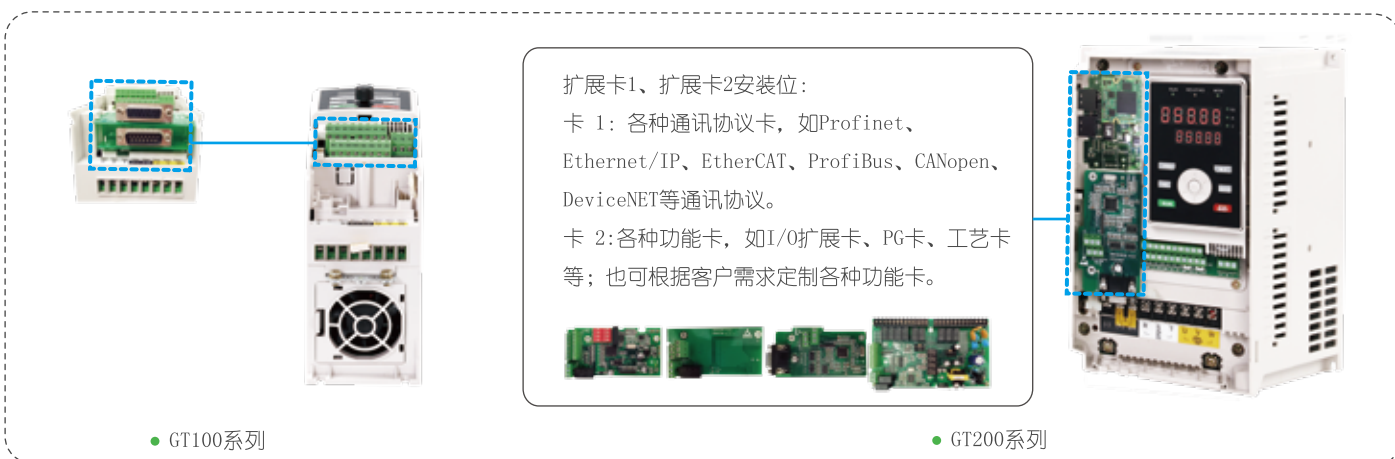 扩展卡1、扩展卡2安装位:
卡 1: 各种通讯协议卡, 如Profinet、
Ethernet/IP、EtherCAT、ProfiBus、CANopen、
DeviceNET等通讯协议。
卡 2:各种功能卡, 如I/O扩展卡、PG卡、工艺卡
等; 也可根据客户需求定制各种功能卡。
GT100系列
GT200系列